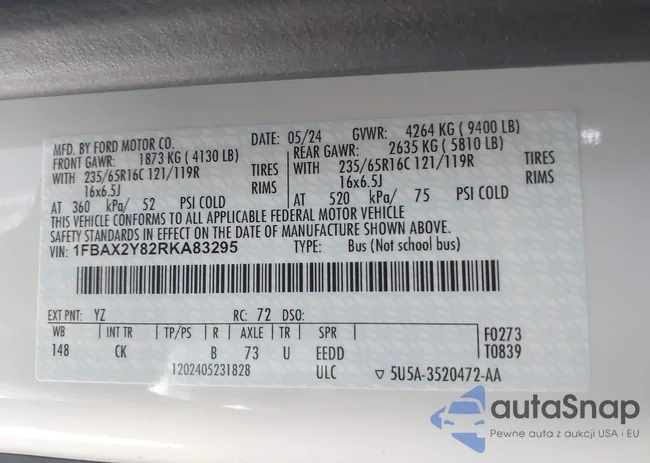 MFD. BY FORD MOTOR CO. DATE: 05/24 GVWR: 4264 KG ( 9400 LB)
FRONT GAWR: 1873 KG ( 4130 LB) REAR GAWR: 2635 KG ( 5810 LB)
WITH 235/65R16C 121/119R TIRES WITH 235/65R16C 121/119R TIRES
16x6.5J RIMS 16x6.5J RIMS
AT 360 kPa/ 52 PSI COLD AT 520 kPa/ 75 PSI COLD
THIS VEHICLE CONFORMS TO ALL APPLICABLE FEDERAL MOTOR VEHICLE
SAFETY STANDARDS IN EFFECT ON THE DATE OF MANUFACTURE SHOWN ABOVE.
VIN: 1FBAX2Y82RKA83295 TYPE: Bus (Not school bus)
EXT PNT: YZ RC: 72 DSO:
WB INT TR TP/PS R AXLE TR SPR F0273
148 CK B 73 U EEDD T0839
1202405231828 ULC ▽ 5U5A-3520472-AA
autaSnap
Pewne auta z aukcji USA i EU